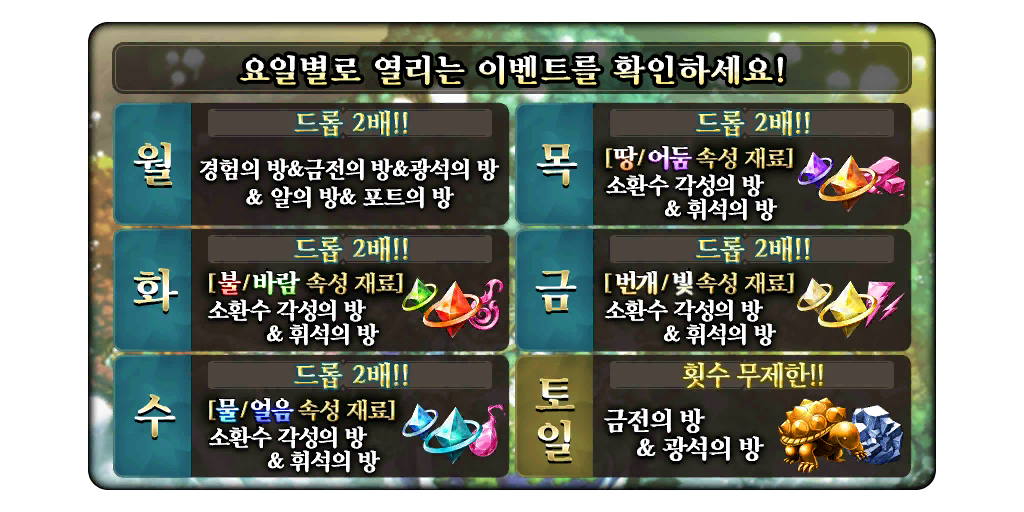 요일별로 열리는 이벤트를 확인하세요!
월
드롭 2배!!
경험의 방&금전의 방&광석의 방
& 알의 방& 포트의 방
화
드롭 2배!!
[불/바람 속성 재료]
소환수 각성의 방
& 휘석의 방
수
드롭 2배!!
[물/얼음 속성 재료]
소환수 각성의 방
& 휘석의 방
목
드롭 2배!!
[땅/어둠 속성 재료]
소환수 각성의 방
& 휘석의 방
금
드롭 2배!!
[번개/빛 속성 재료]
소환수 각성의 방
& 휘석의 방
토
일
횟수 무제한!!
금전의 방
& 광석의 방